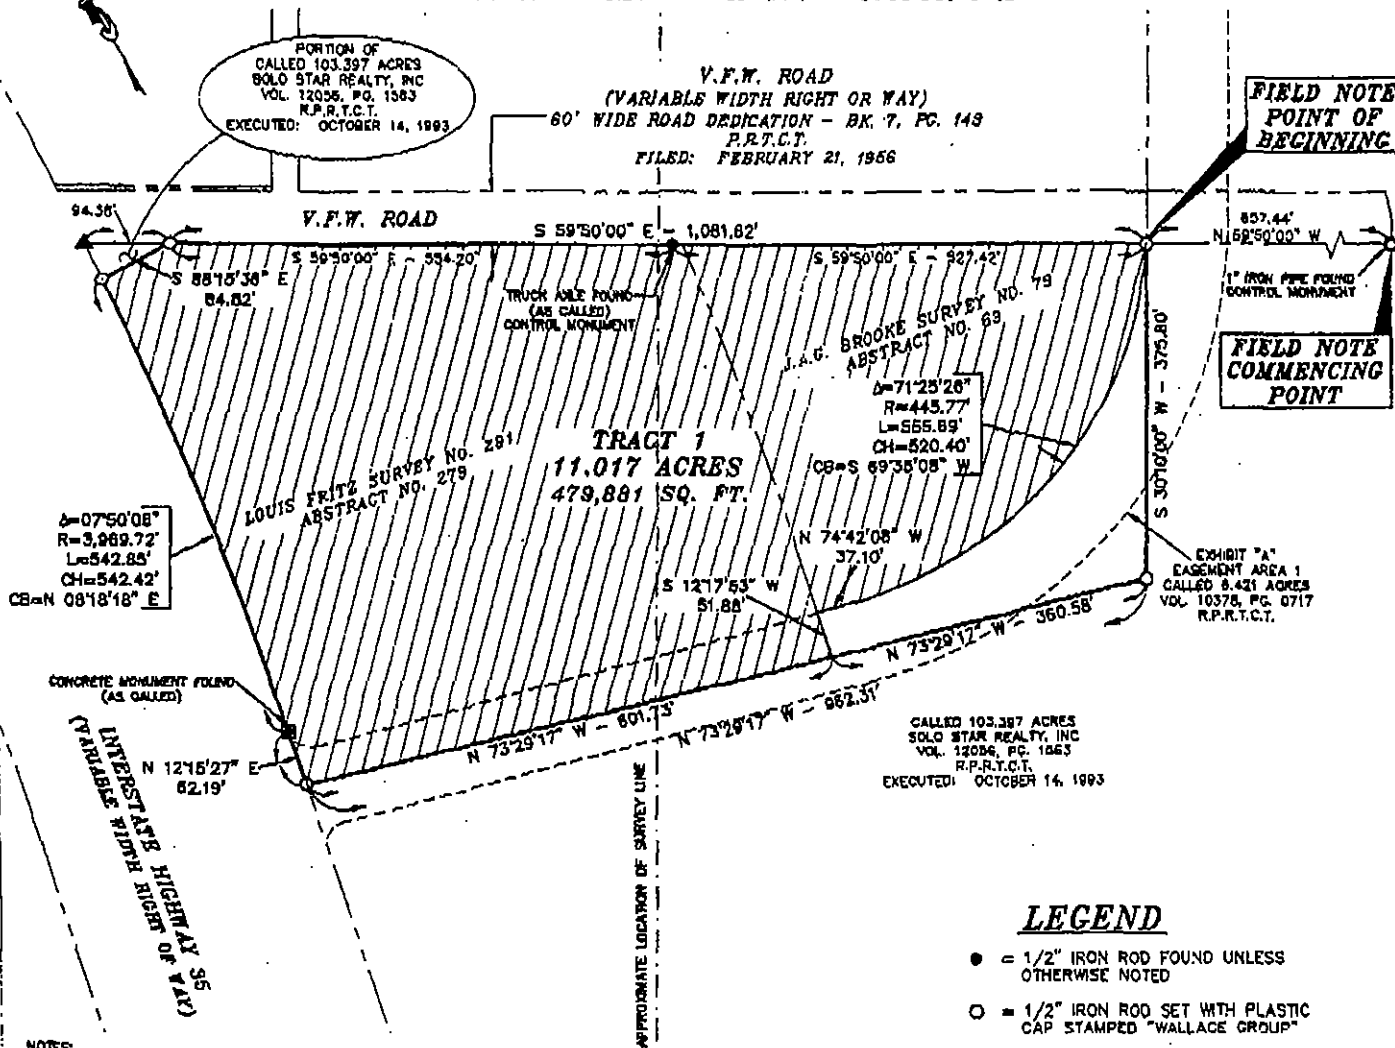 PORTION OF
CALLED 103.397 ACRES
SOLO STAR REALTY, INC
VOL. 12056, PG. 1563
R.P.R.T.C.T.
EXECUTED: OCTOBER 14, 1993
V.F.W. ROAD
(VARIABLE WIDTH RIGHT OR WAY)
60' WIDE ROAD DEDICATION - BK. 7, PG. 149
P.R.T.C.T.
FILED: FEBRUARY 21, 1956
FIELD NOTE
POINT OF
BEGINNING
94.36'
V.F.W. ROAD
S 59°50'00" E - 1,081.62'
857.44'
N 59°50'00" W
S 88°15'36" E
84.62'
S 59°50'00" E - 554.20'
S 59°50'00" E - 527.42'
TRUCK AXLE FOUND
(AS CALLED)
CONTROL MONUMENT
1" IRON PIPE FOUND
CONTROL MONUMENT
J.A.G. BROOKE SURVEY NO. 79
ABSTRACT NO. 63
S 30°10'00" W - 375.80'
FIELD NOTE
COMMENCING
POINT
Δ=71°25'26"
R=445.77'
L=555.69'
CH=520.40'
CB=S 69°35'08" W
TRACT 1
11.017 ACRES
479,881 SQ. FT.
LOUIS FRITZ SURVEY NO. 291
ABSTRACT NO. 279
Δ=07°50'08"
R=3,969.72'
L=542.85'
CH=542.42'
CB=N 08°18'18" E
N 74°42'08" W
37.10'
S 12°17'53" W
51.88'
EXHIBIT "A"
EASEMENT AREA 1
CALLED 6.421 ACRES
VOL. 10378, PG. 0717
R.P.R.T.C.T.
N 73°29'17" W - 360.58'
CONCRETE MONUMENT FOUND
(AS CALLED)
N 73°29'17" W - 601.73'
N 73°29'17" W - 962.31'
N 12°15'27" E
62.19'
CALLED 103.397 ACRES
SOLO STAR REALTY, INC
VOL. 12056, PG. 1563
R.P.R.T.C.T.
EXECUTED: OCTOBER 14, 1993
INTERSTATE HIGHWAY 35
(VARIABLE WIDTH RIGHT OF WAY)
APPROXIMATE LOCATION OF SURVEY LINE
LEGEND
● = 1/2" IRON ROD FOUND UNLESS
OTHERWISE NOTED
○ = 1/2" IRON ROD SET WITH PLASTIC
CAP STAMPED "WALLACE GROUP"
NOTES: